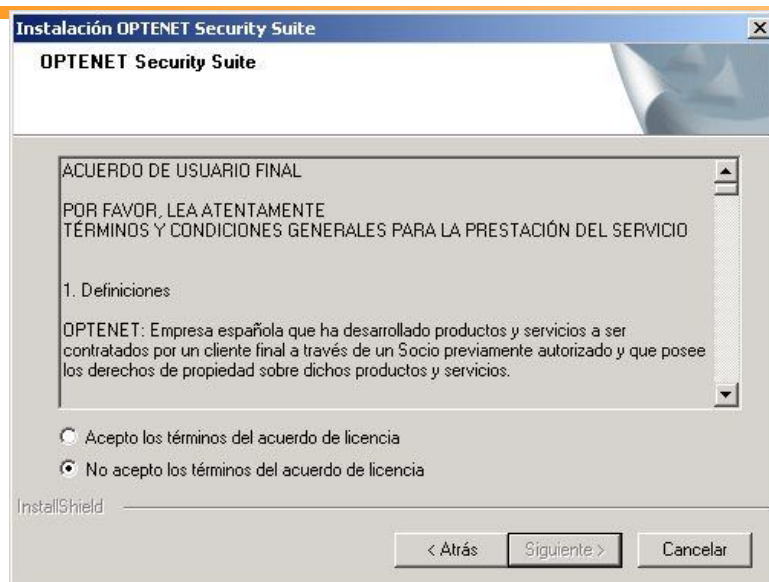 Instalación OPTENET Security Suite
OPTENET Security Suite
ACUERDO DE USUARIO FINAL
POR FAVOR, LEA ATENTAMENTE
TÉRMINOS Y CONDICIONES GENERALES PARA LA PRESTACIÓN DEL SERVICIO
1. Definiciones
OPTENET: Empresa española que ha desarrollado productos y servicios a ser
contratados por un cliente final a través de un Socio previamente autorizado y que posee
los derechos de propiedad sobre dichos productos y servicios.
Acepto los términos del acuerdo de licencia
No acepto los términos del acuerdo de licencia
InstallShield
< Atrás
Siguiente >
Cancelar